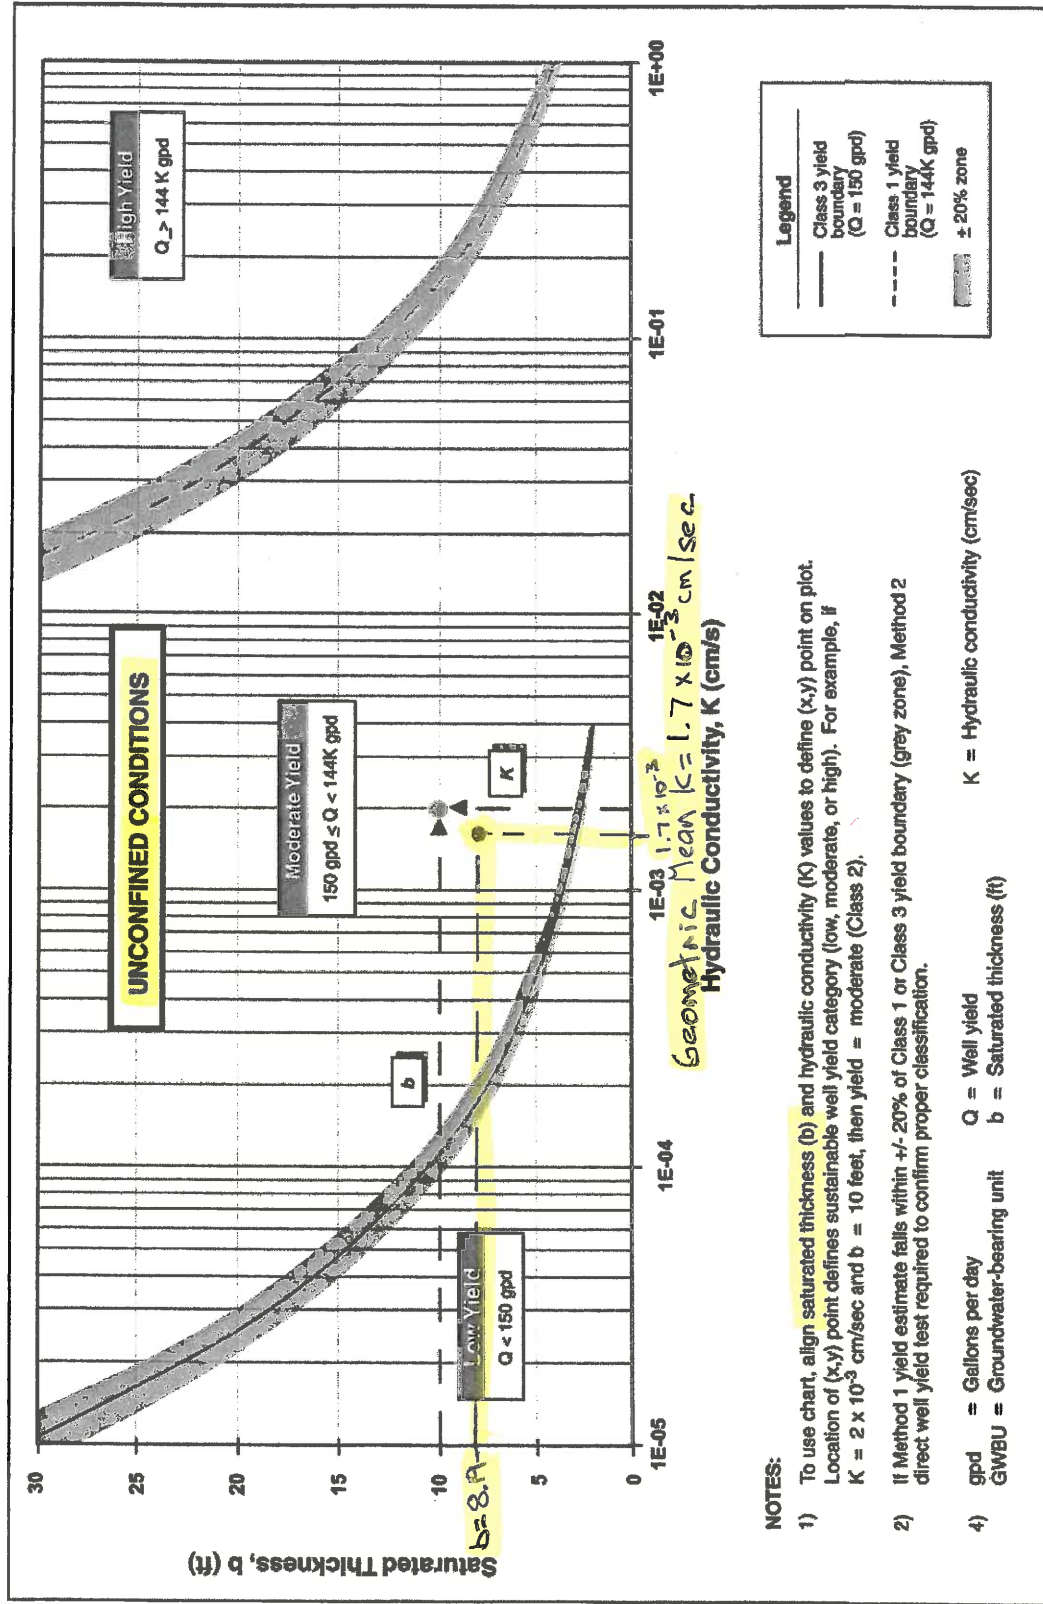 UNCONFINED CONDITIONS
High Yield
Q ≥ 144 K gpd
Moderate Yield
150 gpd ≤ Q < 144K gpd
Low Yield
Q < 150 gpd
b
K
Saturated Thickness, b (ft)
30
25
20
15
10
5
0
b=8.19
1E-05
1E-04
1E-03
1E-02
1E-01
1E+00
1.7 x 10⁻³
Geometric Mean K = 1.7 x 10⁻³ cm/sec
Hydraulic Conductivity, K (cm/s)
NOTES:
1) To use chart, align saturated thickness (b) and hydraulic conductivity (K) values to define (x,y) point on plot.
Location of (x,y) point defines sustainable well yield category (low, moderate, or high). For example, if
K = 2 x 10⁻³ cm/sec and b = 10 feet, then yield = moderate (Class 2).
2) If Method 1 yield estimate falls within +/- 20% of Class 1 or Class 3 yield boundary (grey zone), Method 2
direct well yield test required to confirm proper classification.
4) gpd = Gallons per day Q = Well yield K = Hydraulic conductivity (cm/sec)
GWBU = Groundwater-bearing unit b = Saturated thickness (ft)
Legend
Class 3 yield
boundary
(Q = 150 gpd)
Class 1 yield
boundary
(Q = 144K gpd)
± 20% zone